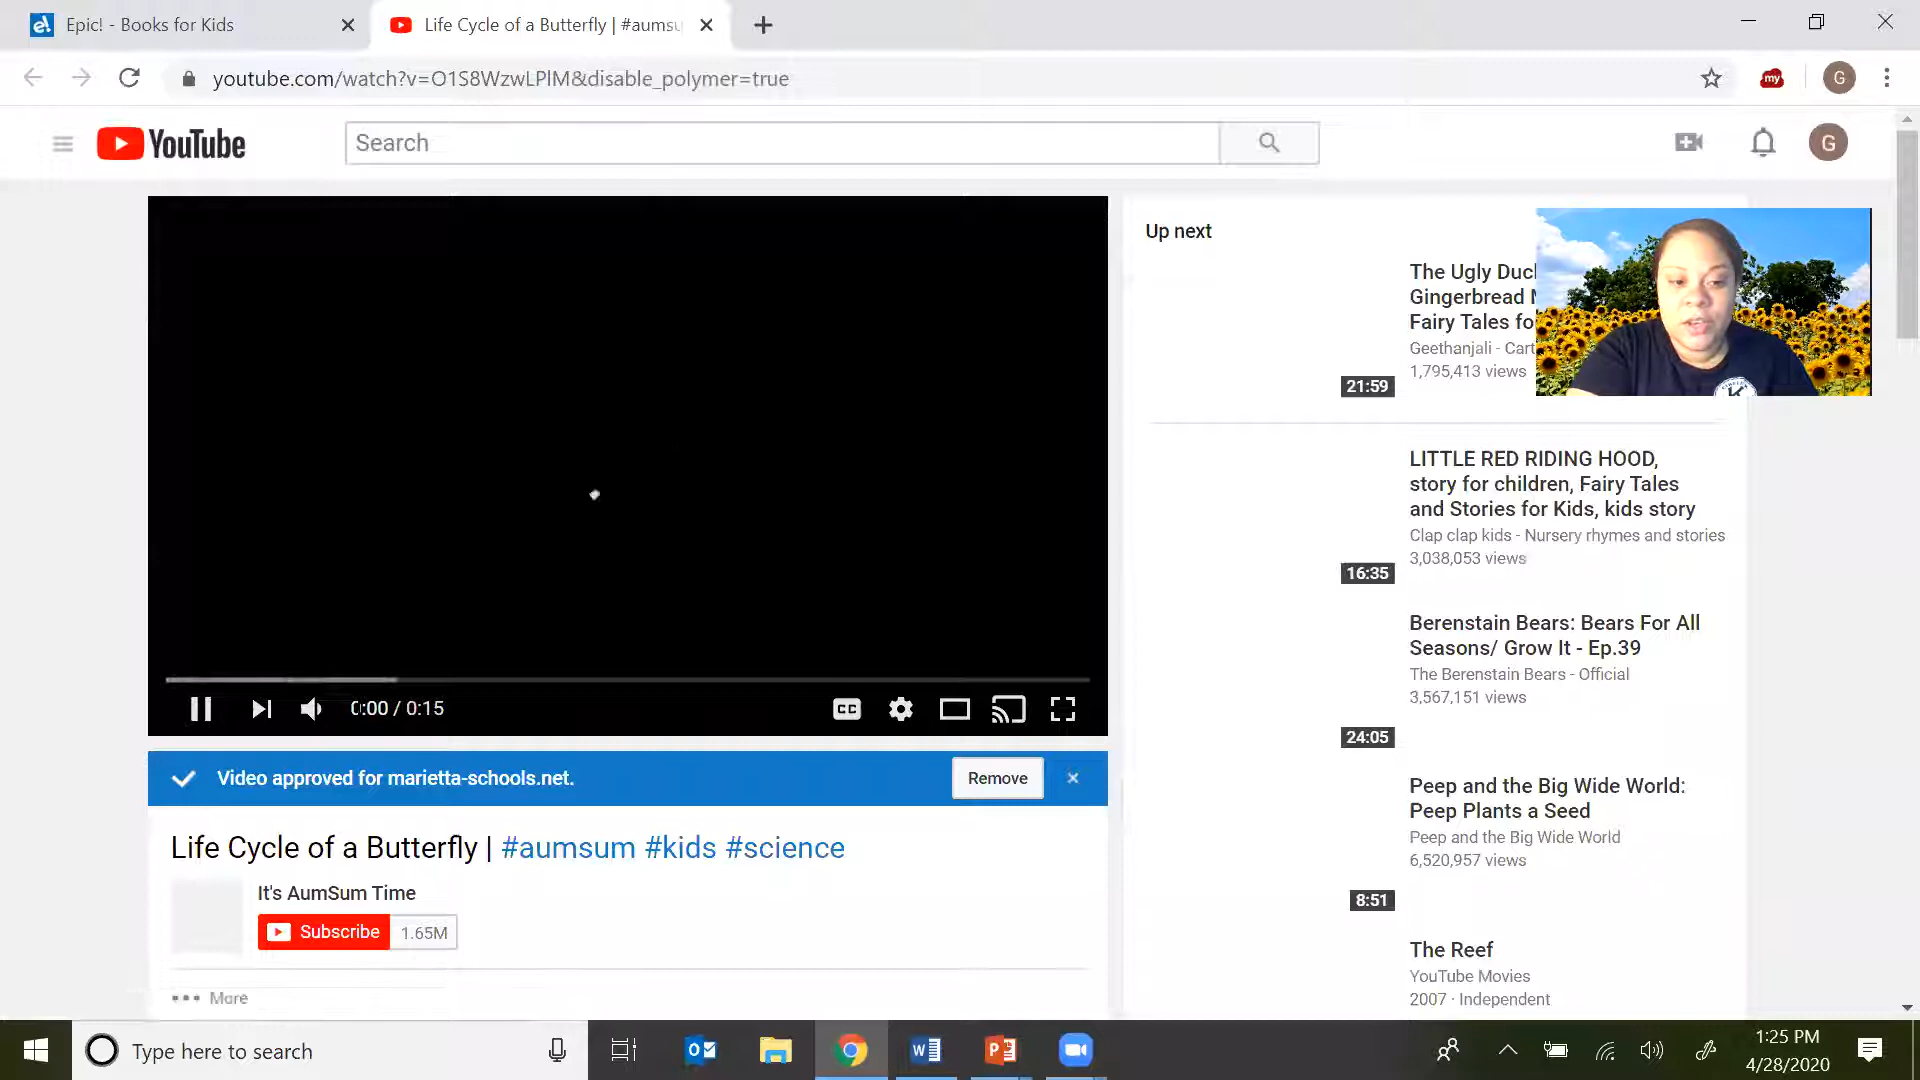 Epic! - Books for Kids
Life Cycle of a Butterfly | #aumsu
youtube.com/watch?v=O1S8WzwLPlM&disable_polymer=true
my
G
YouTube
Search
G
Up next
The Ugly Duc
Gingerbread
Fairy Tales fo
Geethanjali - Cart
1,795,413 views
21:59
LITTLE RED RIDING HOOD,
story for children, Fairy Tales
and Stories for Kids, kids story
Clap clap kids - Nursery rhymes and stories
3,038,053 views
16:35
Berenstain Bears: Bears For All
Seasons/ Grow It - Ep.39
The Berenstain Bears - Official
3,567,151 views
24:05
Peep and the Big Wide World:
Peep Plants a Seed
Peep and the Big Wide World
6,520,957 views
8:51
The Reef
YouTube Movies
2007 · Independent
0:00 / 0:15
CC
Video approved for marietta-schools.net.
Remove
Life Cycle of a Butterfly | #aumsum #kids #science
It's AumSum Time
Subscribe 1.65M
More
Type here to search
1:25 PM
4/28/2020